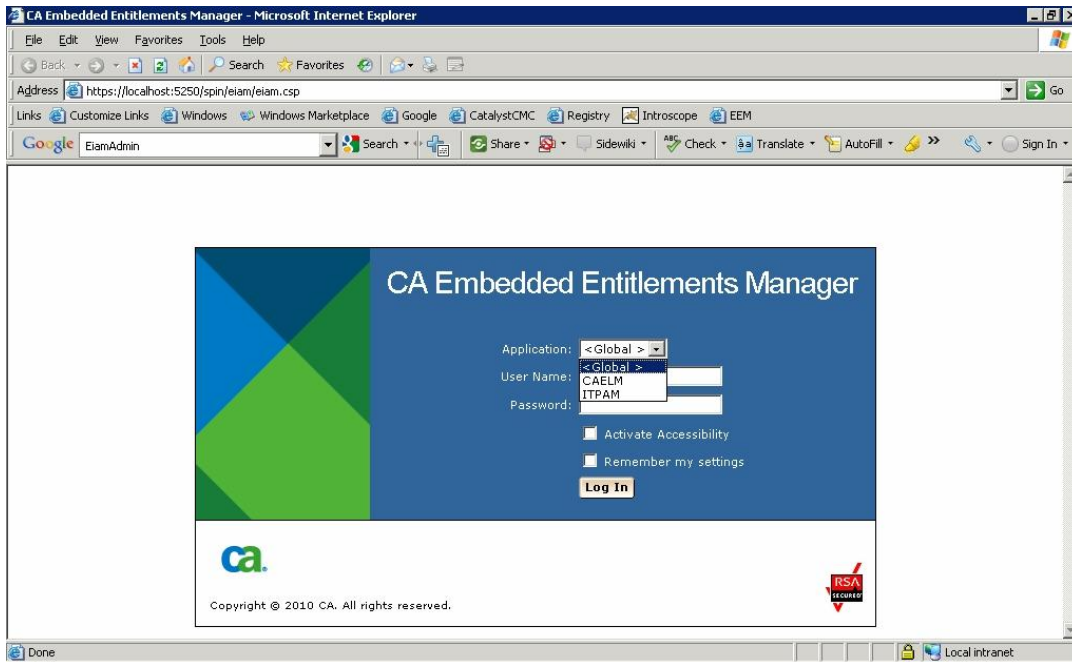 CA Embedded Entitlements Manager - Microsoft Internet Explorer
File Edit View Favorites Tools Help
Back Search Favorites
Address https://localhost:5250/spin/eiam/eiam.csp Go
Links Customize Links Windows Windows Marketplace Google CatalystCMC Registry Introscope EEM
Google EiamAdmin Search Share Sidewiki Check Translate AutoFill Sign In
CA Embedded Entitlements Manager
Application: <Global >
<Global >
User Name:
CAELM
ITPAM
Password:
Activate Accessibility
Remember my settings
Log In
ca.
RSA
SECURED
Copyright © 2010 CA. All rights reserved.
Done Local intranet